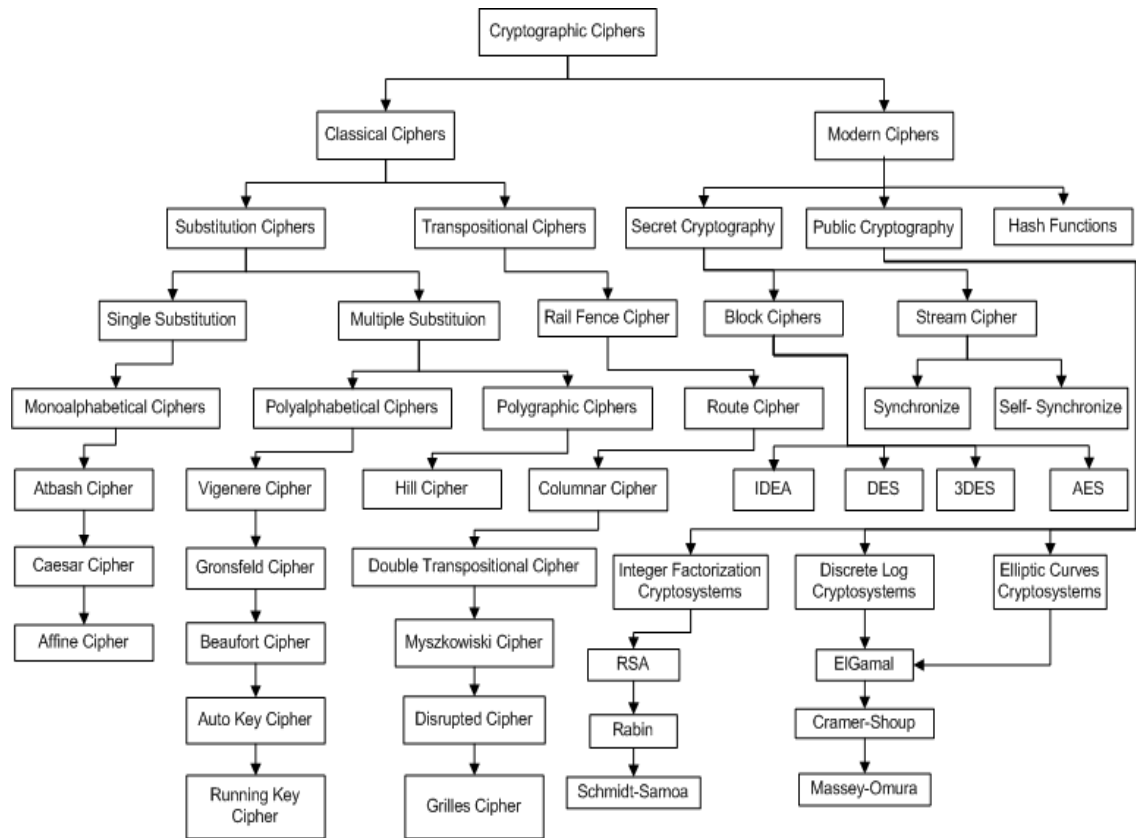 Cryptographic Ciphers
Classical Ciphers
Modern Ciphers
Substitution Ciphers
Transpositional Ciphers
Secret Cryptography
Public Cryptography
Hash Functions
Single Substitution
Multiple Substituion
Rail Fence Cipher
Block Ciphers
Stream Cipher
Monoalphabetical Ciphers
Polyalphabetical Ciphers
Polygraphic Ciphers
Route Cipher
Synchronize
Self- Synchronize
Atbash Cipher
Vigenere Cipher
Hill Cipher
Columnar Cipher
IDEA
DES
3DES
AES
Caesar Cipher
Gronsfeld Cipher
Double Transpositional Cipher
Integer Factorization
Cryptosystems
Discrete Log
Cryptosystems
Elliptic Curves
Cryptosystems
Affine Cipher
Beaufort Cipher
Myszkowiski Cipher
RSA
ElGamal
Auto Key Cipher
Disrupted Cipher
Rabin
Cramer-Shoup
Running Key
Cipher
Grilles Cipher
Schmidt-Samoa
Massey-Omura